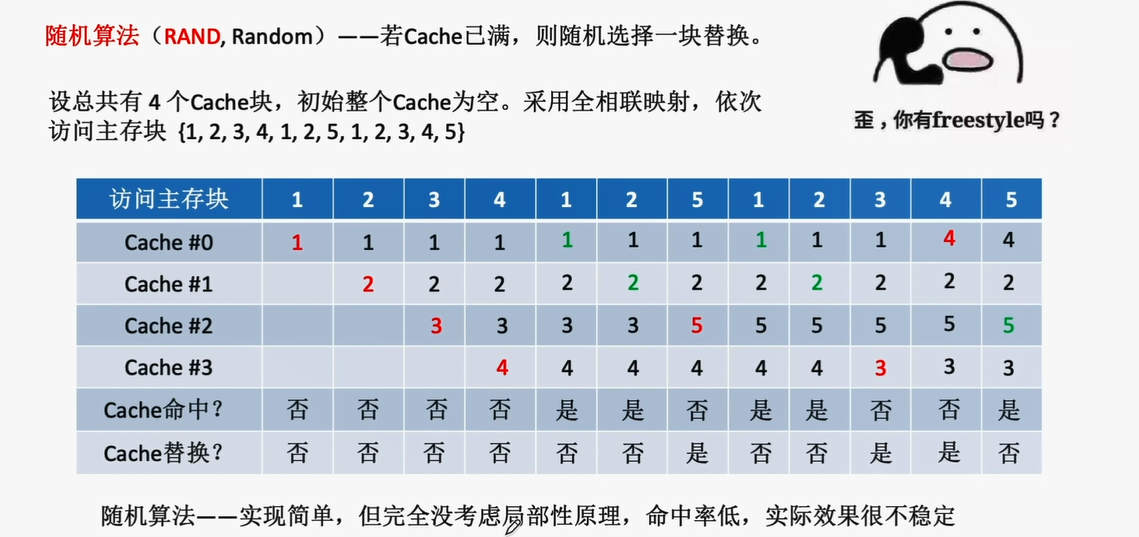 随机算法（RAND, Random）——若Cache已满，则随机选择一块替换。
设总共有 4 个Cache块，初始整个Cache为空。采用全相联映射，依次
访问主存块 {1, 2, 3, 4, 1, 2, 5, 1, 2, 3, 4, 5}
歪，你有freestyle吗？
访问主存块 1 2 3 4 1 2 5 1 2 3 4 5
Cache #0 1 1 1 1 1 1 1 1 1 1 4 4
Cache #1 2 2 2 2 2 2 2 2 2 2 2
Cache #2 3 3 3 3 5 5 5 5 5 5
Cache #3 4 4 4 4 4 4 3 3 3
Cache命中？ 否 否 否 否 是 是 否 是 是 否 否 是
Cache替换？ 否 否 否 否 否 否 是 否 否 是 是 否
随机算法——实现简单，但完全没考虑局部性原理，命中率低，实际效果很不稳定